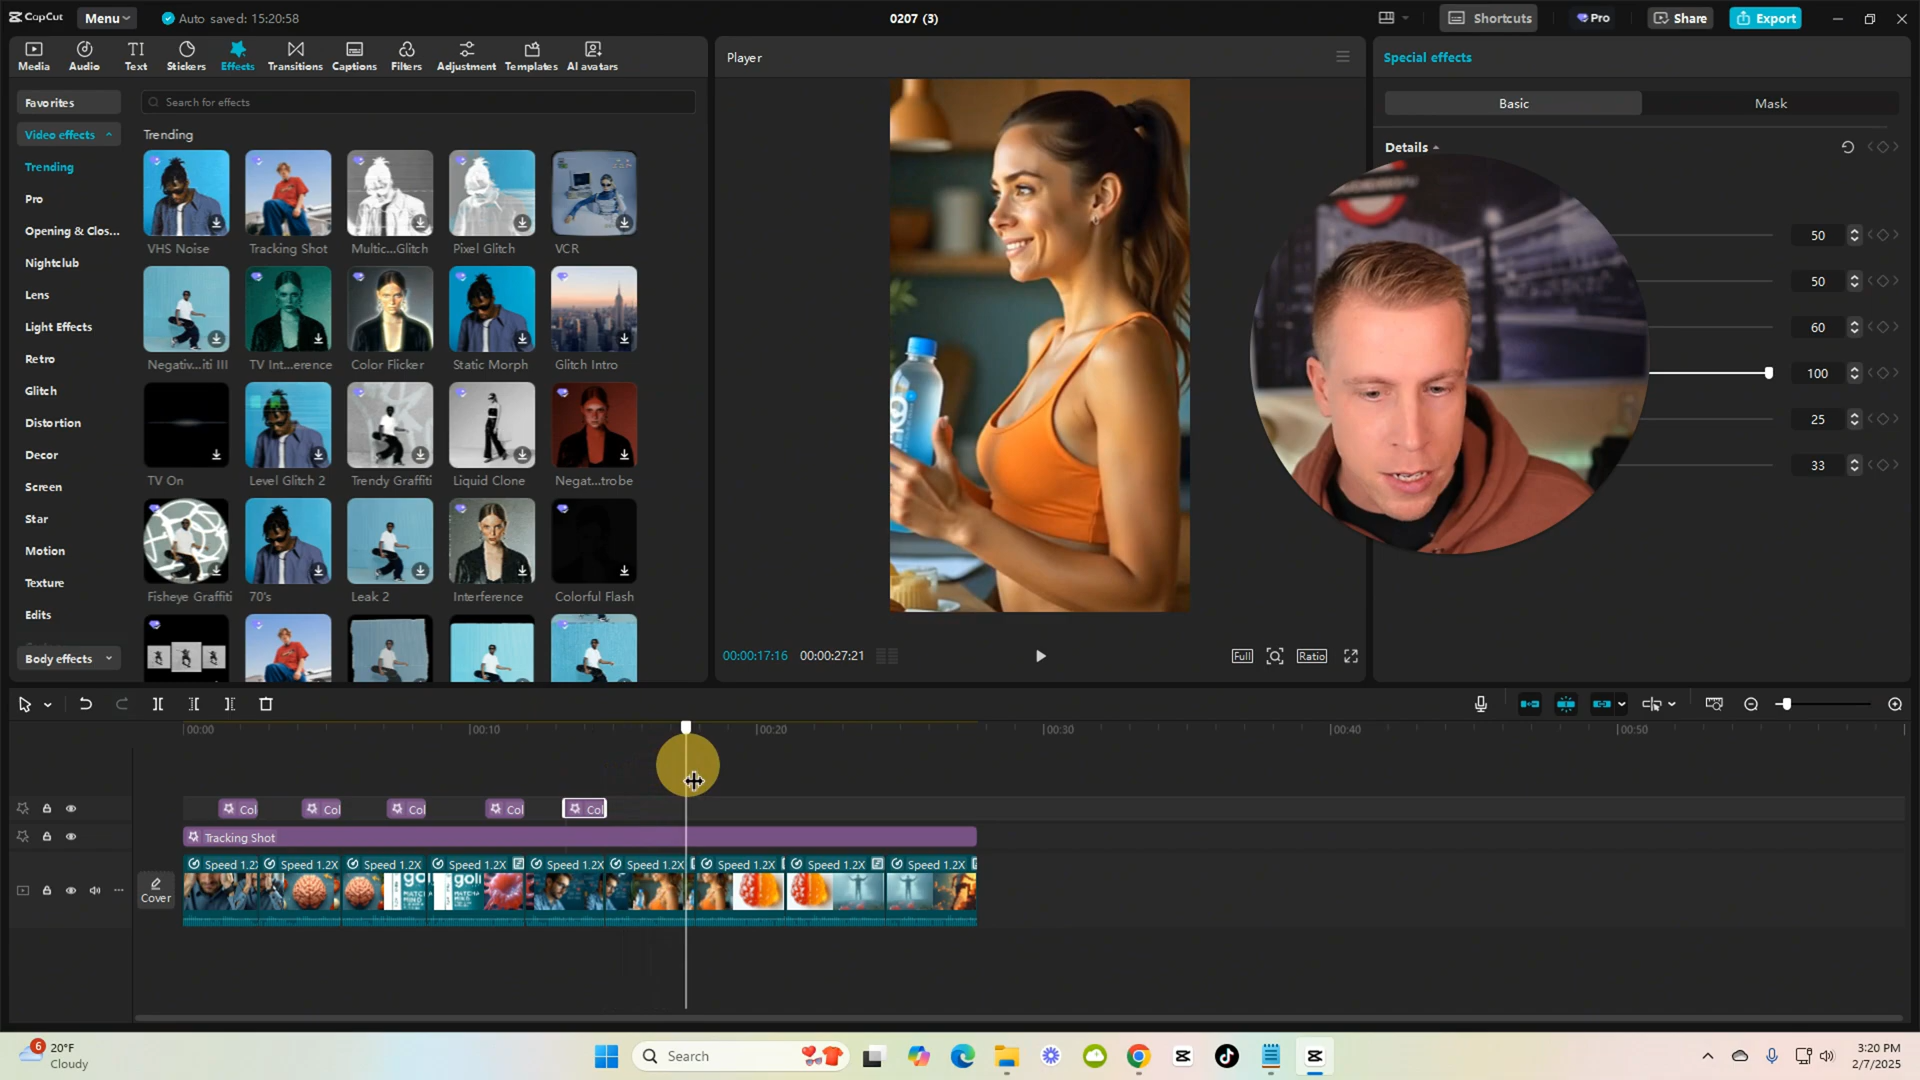 CapCut
Menu
Auto saved: 15:20:58
0207 (3)
Shortcuts
Pro
Share
Export
Media
Audio
Text
Stickers
Effects
Transitions
Captions
Filters
Adjustment
Templates
AI avatars
Player
Special effects
Favorites
Search for effects
Basic
Mask
Video effects
Trending
Details
Trending
Pro
Opening & Clos...
Nightclub
Lens
Light Effects
Retro
Glitch
Distortion
Decor
Screen
Star
Motion
Texture
Edits
Body effects
VHS Noise
Tracking Shot
Multic...Glitch
Pixel Glitch
VCR
Negativ...iti III
TV Int...erence
Color Flicker
Static Morph
Glitch Intro
TV On
Level Glitch 2
Trendy Graffiti
Liquid Clone
Negat...trobe
Fisheye Graffiti
70's
Leak 2
Interference
Colorful Flash
50
50
60
100
25
33
00:00:17:16
00:00:27:21
Full
Ratio
00:00
00:10
00:20
00:30
00:40
00:50
Col
Col
Col
Col
Col
Tracking Shot
Speed 1.2X
Speed 1.2X
Speed 1.2X
Speed 1.2X
Speed 1.2X
Speed 1.2X
Speed 1.2X
Speed 1.2X
Speed 1.2X
Cover
goli
goli
6
20°F
Cloudy
Search
3:20 PM
2/7/2025